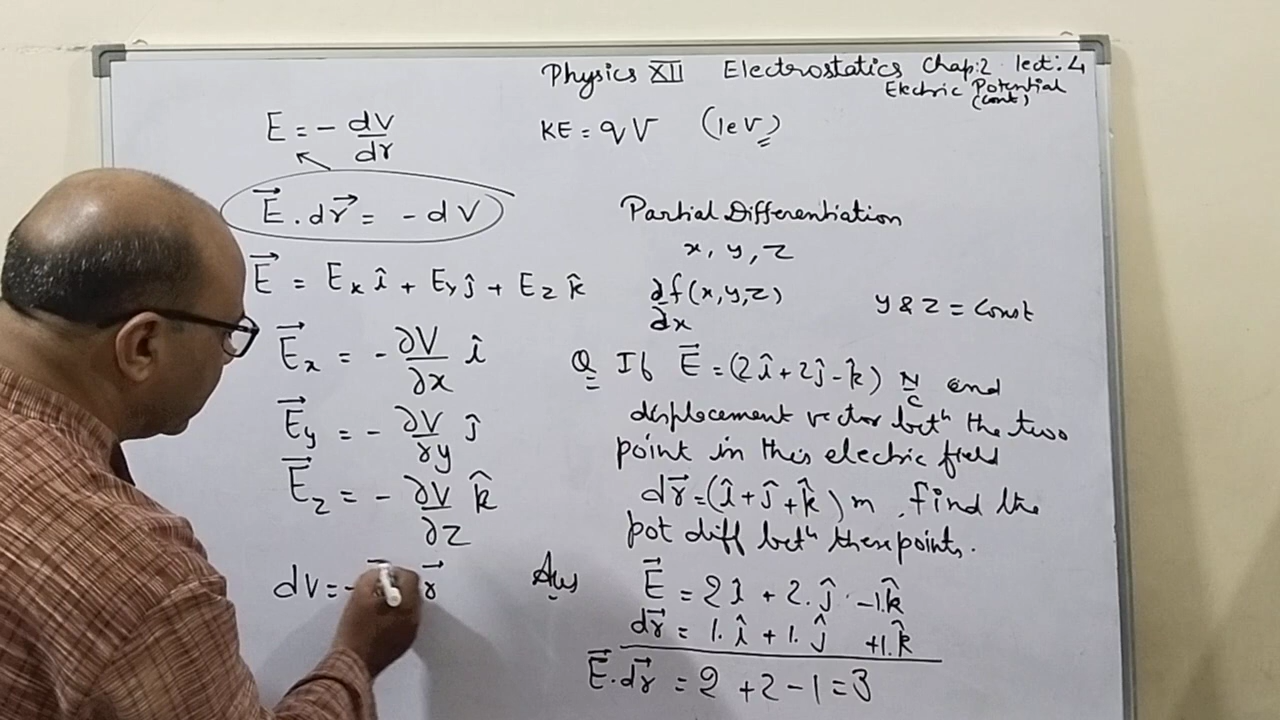 Physics XII Electrostatics Chap:2 lect:4
Electric Potential
(cont)
E = - dV/dr
KE = qV (1eV)
E⃗ . dr⃗ = - dV
Partial Differentiation
x, y, z
E⃗ = Ex î + Ey ĵ + Ez k̂
∂f(x,y,z)/∂x
y & z = const
E⃗x = - ∂V/∂x î
E⃗y = - ∂V/∂y ĵ
E⃗z = - ∂V/∂z k̂
dV = - r⃗
Q If E⃗ = (2î + 2ĵ - k̂) N/C and
displacement vector betⁿ the two
point in this electric field
dr⃗ = (î + ĵ + k̂) m, find the
pot diff betⁿ these points.
Ans E⃗ = 2î + 2.ĵ - 1.k̂
dr⃗ = 1.î + 1.ĵ + 1.k̂
E⃗.dr⃗ = 2 + 2 - 1 = 3